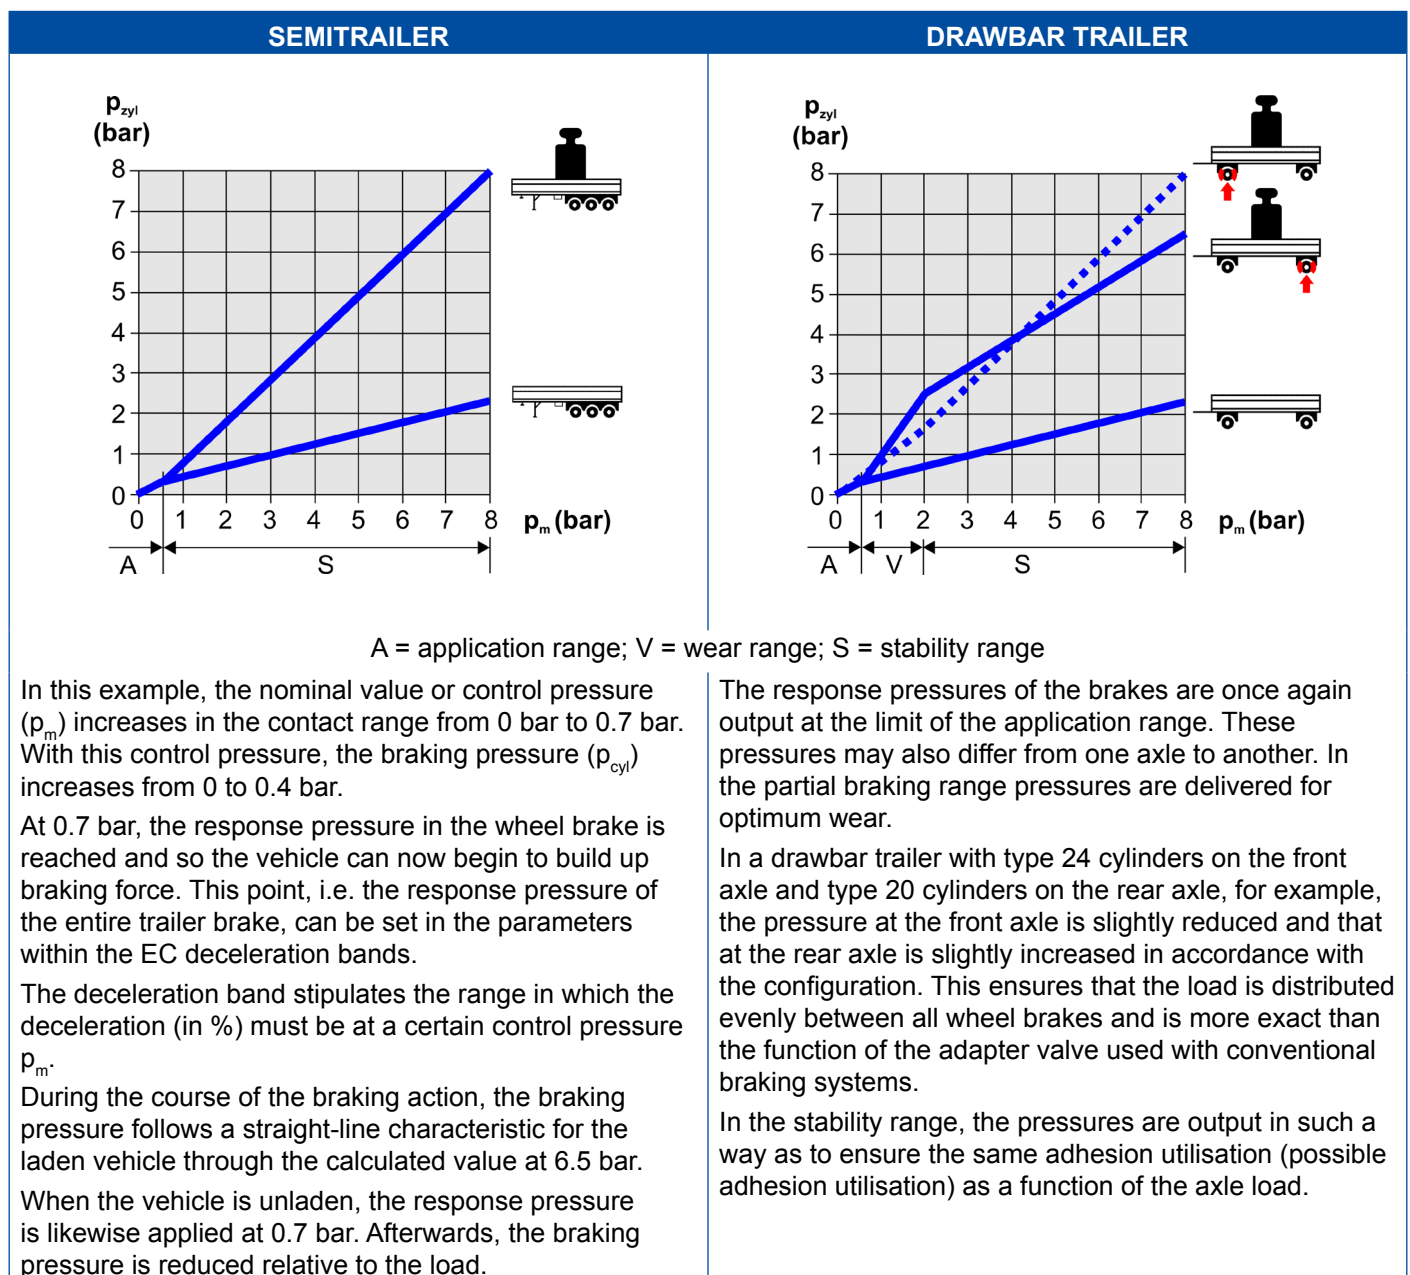 SEMITRAILER
p_zyl
(bar)
8
7
6
5
4
3
2
1
0
0 1 2 3 4 5 6 7 8 p_m (bar)
A S
DRAWBAR TRAILER
p_zyl
(bar)
8
7
6
5
4
3
2
1
0
0 1 2 3 4 5 6 7 8 p_m (bar)
A V S
A = application range; V = wear range; S = stability range
In this example, the nominal value or control pressure
(p_m) increases in the contact range from 0 bar to 0.7 bar.
With this control pressure, the braking pressure (p_cyl)
increases from 0 to 0.4 bar.
At 0.7 bar, the response pressure in the wheel brake is
reached and so the vehicle can now begin to build up
braking force. This point, i.e. the response pressure of
the entire trailer brake, can be set in the parameters
within the EC deceleration bands.
The deceleration band stipulates the range in which the
deceleration (in %) must be at a certain control pressure
p_m.
During the course of the braking action, the braking
pressure follows a straight-line characteristic for the
laden vehicle through the calculated value at 6.5 bar.
When the vehicle is unladen, the response pressure
is likewise applied at 0.7 bar. Afterwards, the braking
pressure is reduced relative to the load.
The response pressures of the brakes are once again
output at the limit of the application range. These
pressures may also differ from one axle to another. In
the partial braking range pressures are delivered for
optimum wear.
In a drawbar trailer with type 24 cylinders on the front
axle and type 20 cylinders on the rear axle, for example,
the pressure at the front axle is slightly reduced and that
at the rear axle is slightly increased in accordance with
the configuration. This ensures that the load is distributed
evenly between all wheel brakes and is more exact than
the function of the adapter valve used with conventional
braking systems.
In the stability range, the pressures are output in such a
way as to ensure the same adhesion utilisation (possible
adhesion utilisation) as a function of the axle load.